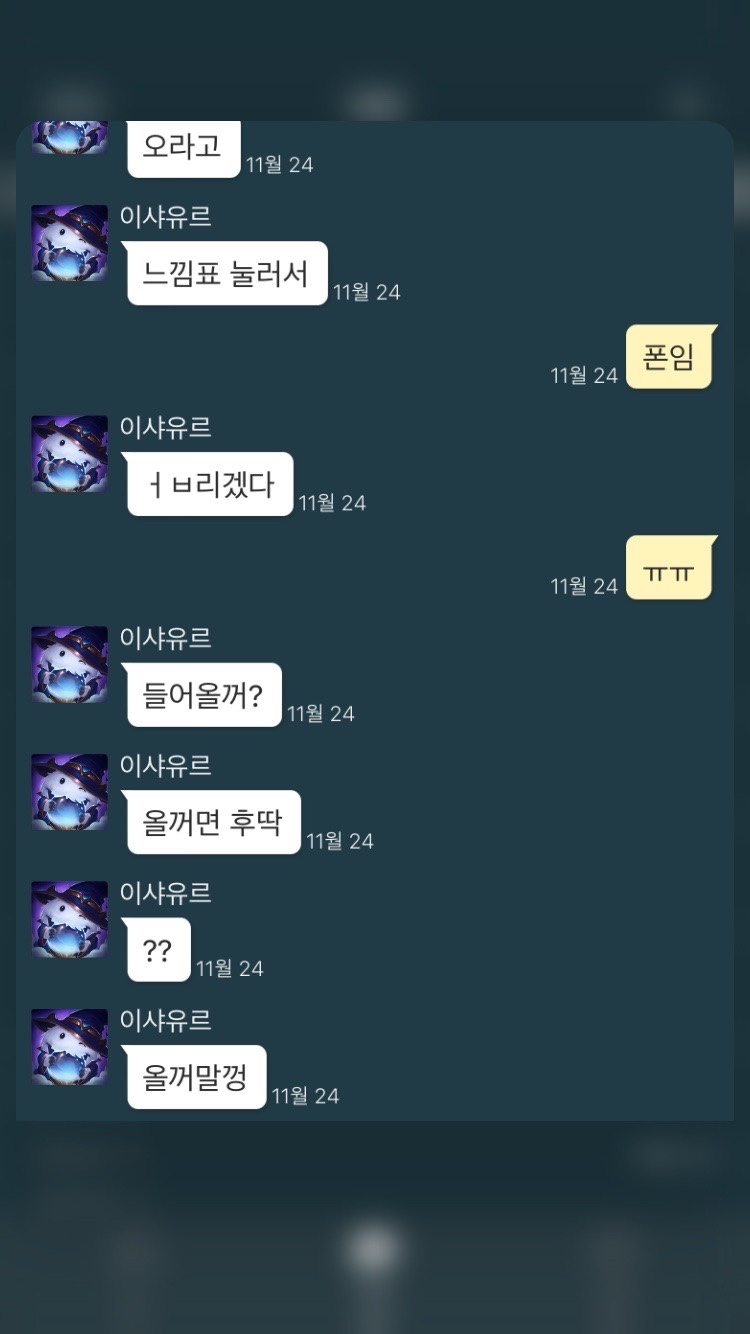 오라고
11월 24
이샤유르
느낌표 눌러서
11월 24
폰임
11월 24
이샤유르
ㅓㅂ리겠다
11월 24
ㅠㅠ
11월 24
이샤유르
들어올꺼?
11월 24
이샤유르
올꺼면 후딱
11월 24
이샤유르
??
11월 24
이샤유르
올꺼말껑
11월 24